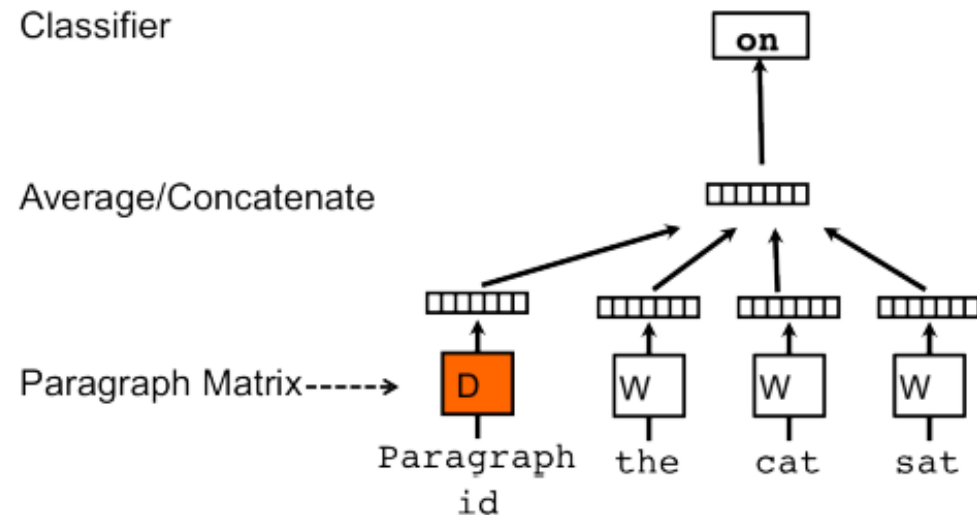 Classifier
on
Average/Concatenate
Paragraph Matrix
D
W
W
W
Paragraph
id
the
cat
sat